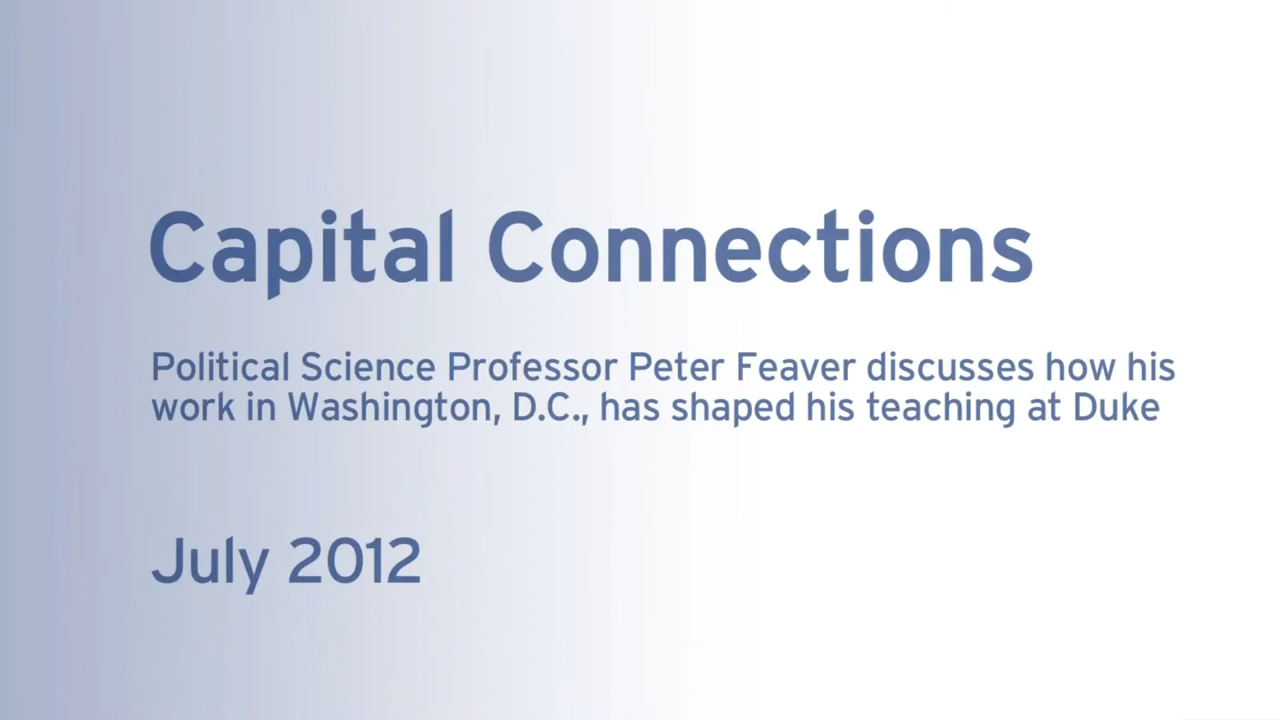 Capital Connections
Political Science Professor Peter Feaver discusses how his
work in Washington, D.C., has shaped his teaching at Duke
July 2012